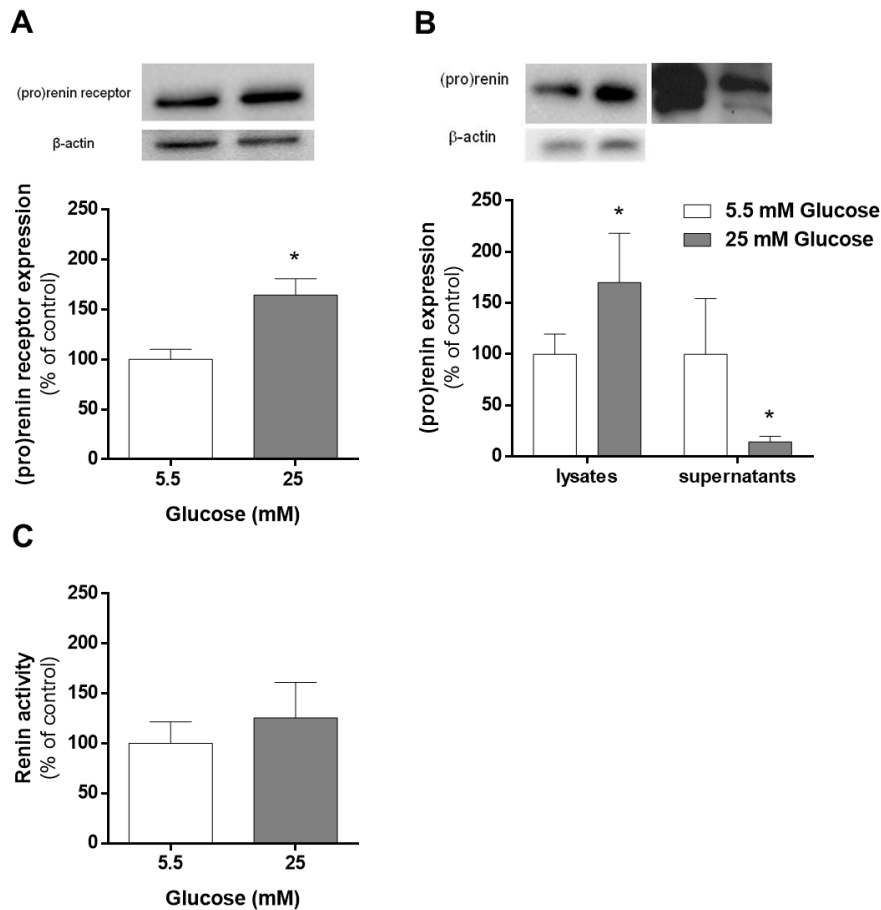 A
(pro)renin receptor
β-actin
250
200
150
100
50
0
*
5.5
25
Glucose (mM)
(pro)renin receptor expression
(% of control)
B
(pro)renin
β-actin
250
200
150
100
50
0
*
*
5.5 mM Glucose
25 mM Glucose
lysates
supernatants
(pro)renin expression
(% of control)
C
250
200
150
100
50
0
5.5
25
Glucose (mM)
Renin activity
(% of control)